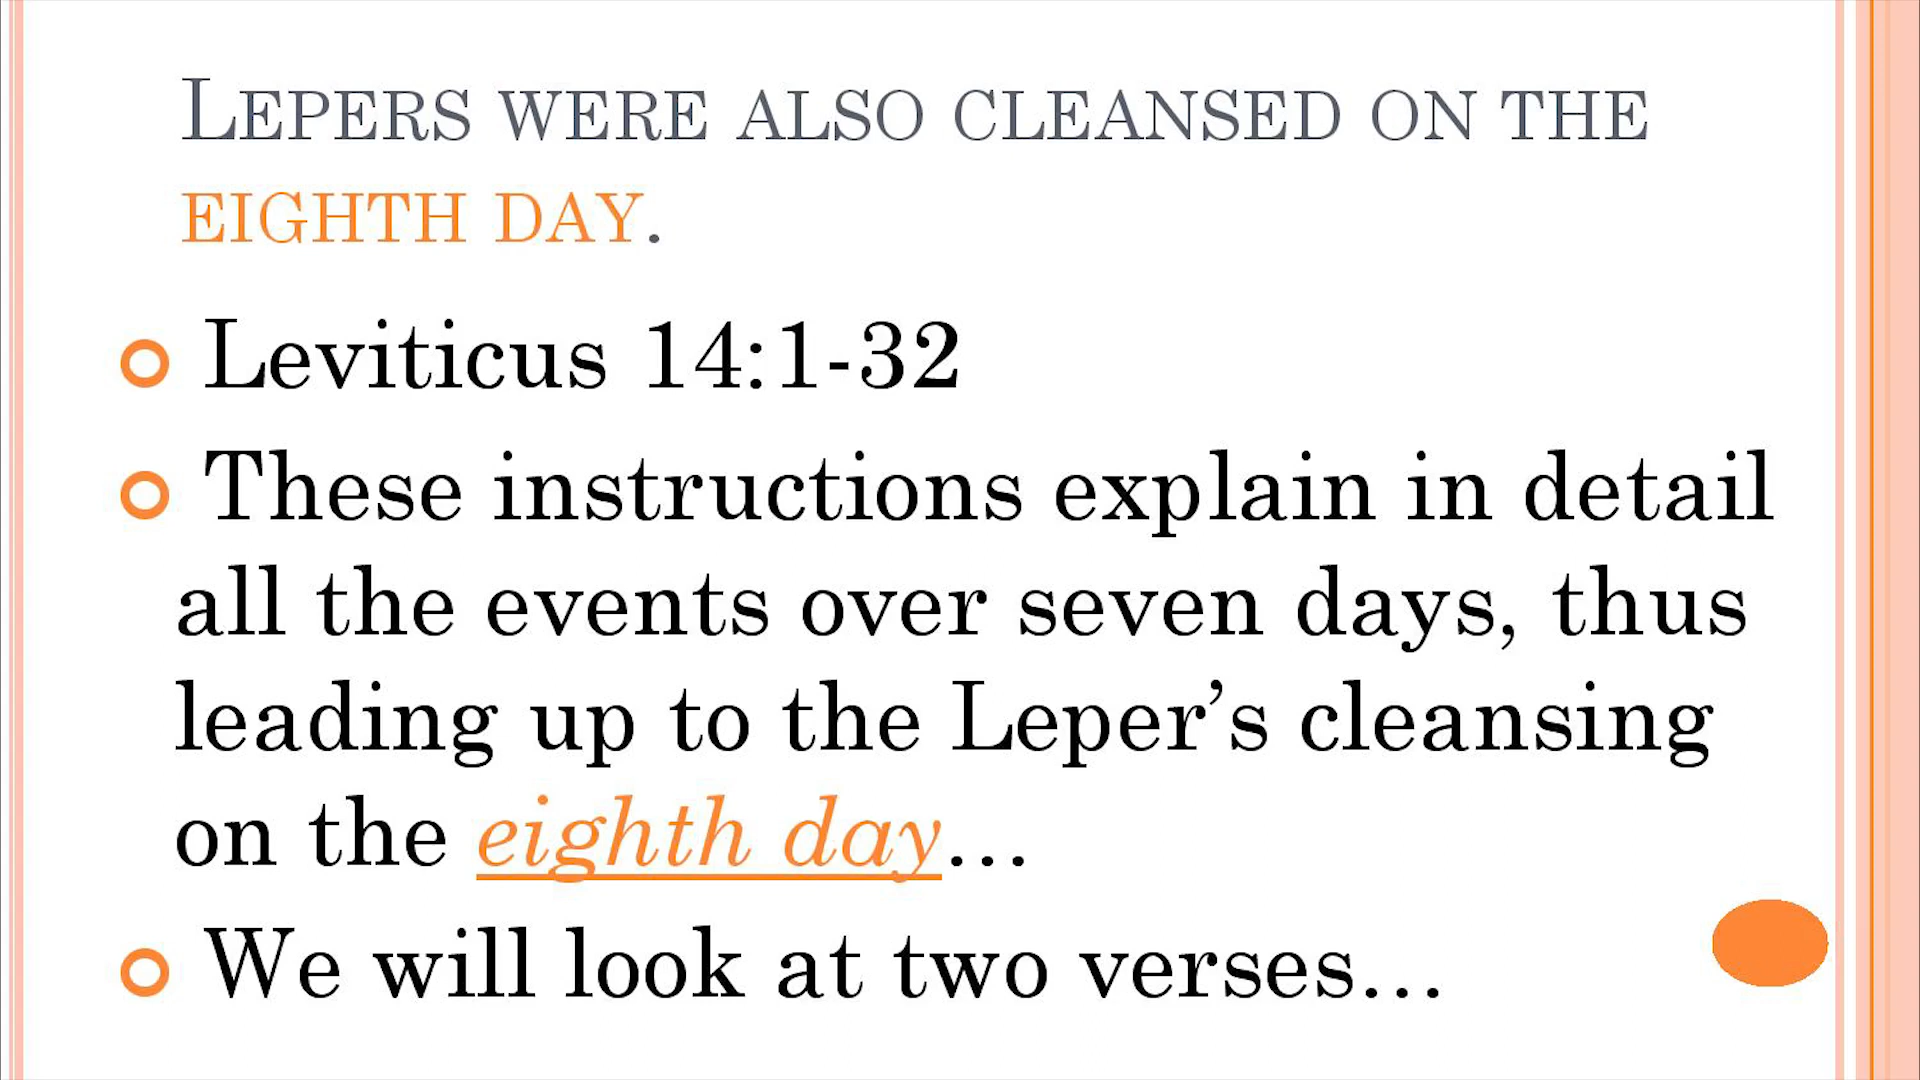 Lepers were also cleansed on the
eighth day.
Leviticus 14:1-32
These instructions explain in detail
all the events over seven days, thus
leading up to the Leper’s cleansing
on the eighth day…
We will look at two verses…